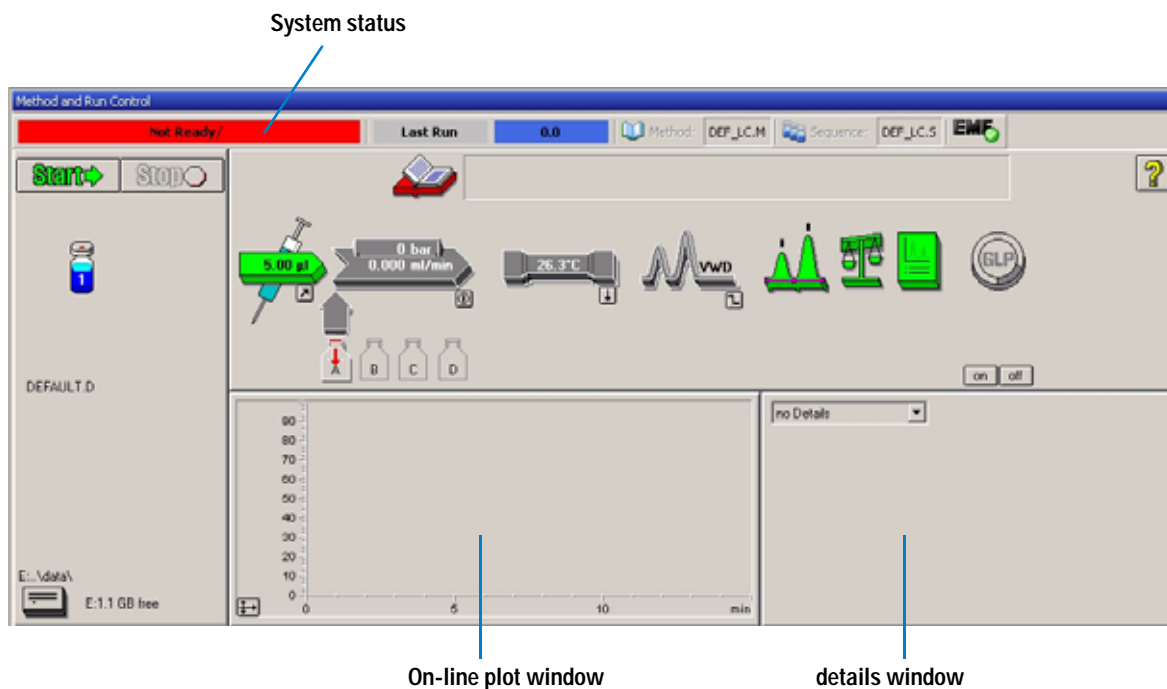 System status
Method and Run Control
Not Ready/
Last Run
0.0
Method:
DEF_LC.M
Sequence:
DEF_LC.S
EMF
Start
Stop
?
5.00 µl
0 bar
0.000 ml/min
26.3°C
VWD
GLP
1
A
B
C
D
DEFAULT.D
on
off
no Details
90
80
70
60
50
40
30
20
10
0
0
5
10
min
E:..\data\
E:1.1 GB free
On-line plot window
details window